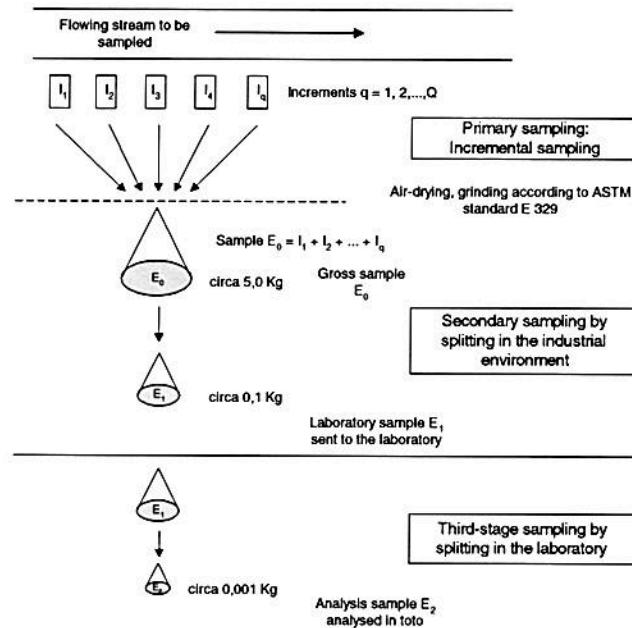 Flowing stream to be
sampled
I1 I2 I3 I4 Iq Increments q = 1, 2,...,Q
Primary sampling:
Incremental sampling
Air-drying, grinding according to ASTM
standard E 329
Sample E0 = I1 + I2 + ... + Iq
E0
circa 5,0 Kg
Gross sample
E0
Secondary sampling by
splitting in the industrial
environment
E1
circa 0,1 Kg
Laboratory sample E1
sent to the laboratory
E1
Third-stage sampling by
splitting in the laboratory
circa 0,001 Kg
Analysis sample E2
analysed in toto